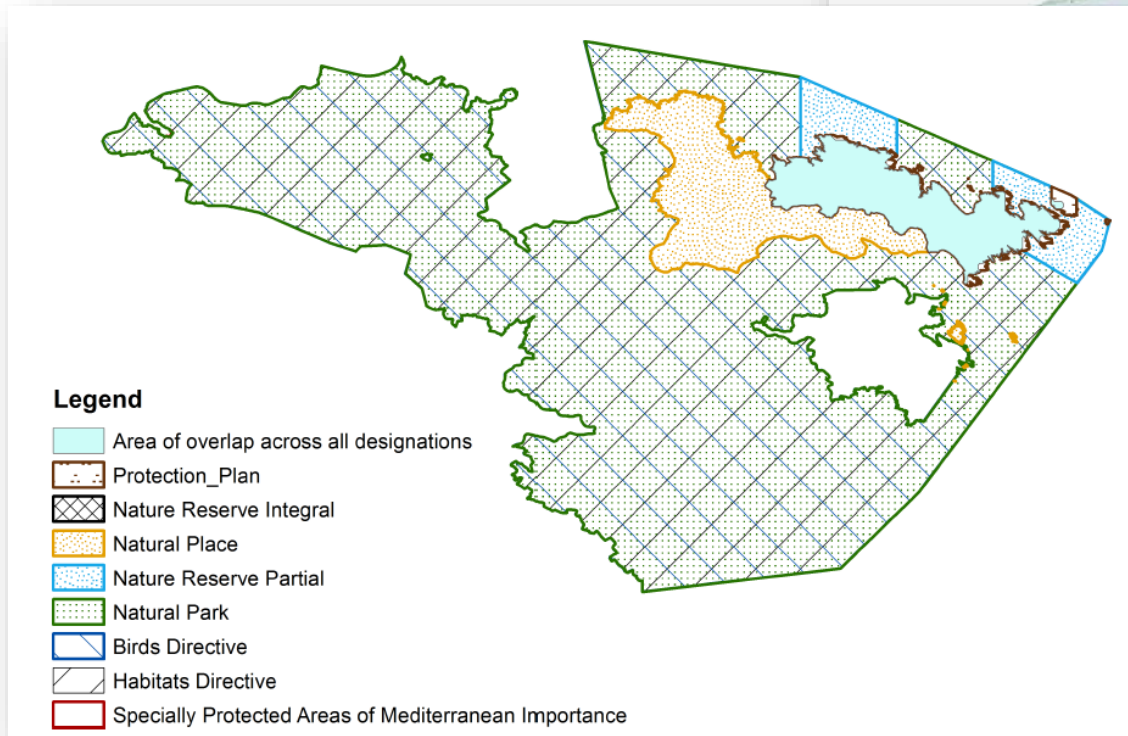 Legend
Area of overlap across all designations
Protection_Plan
Nature Reserve Integral
Natural Place
Nature Reserve Partial
Natural Park
Birds Directive
Habitats Directive
Specially Protected Areas of Mediterranean Importance